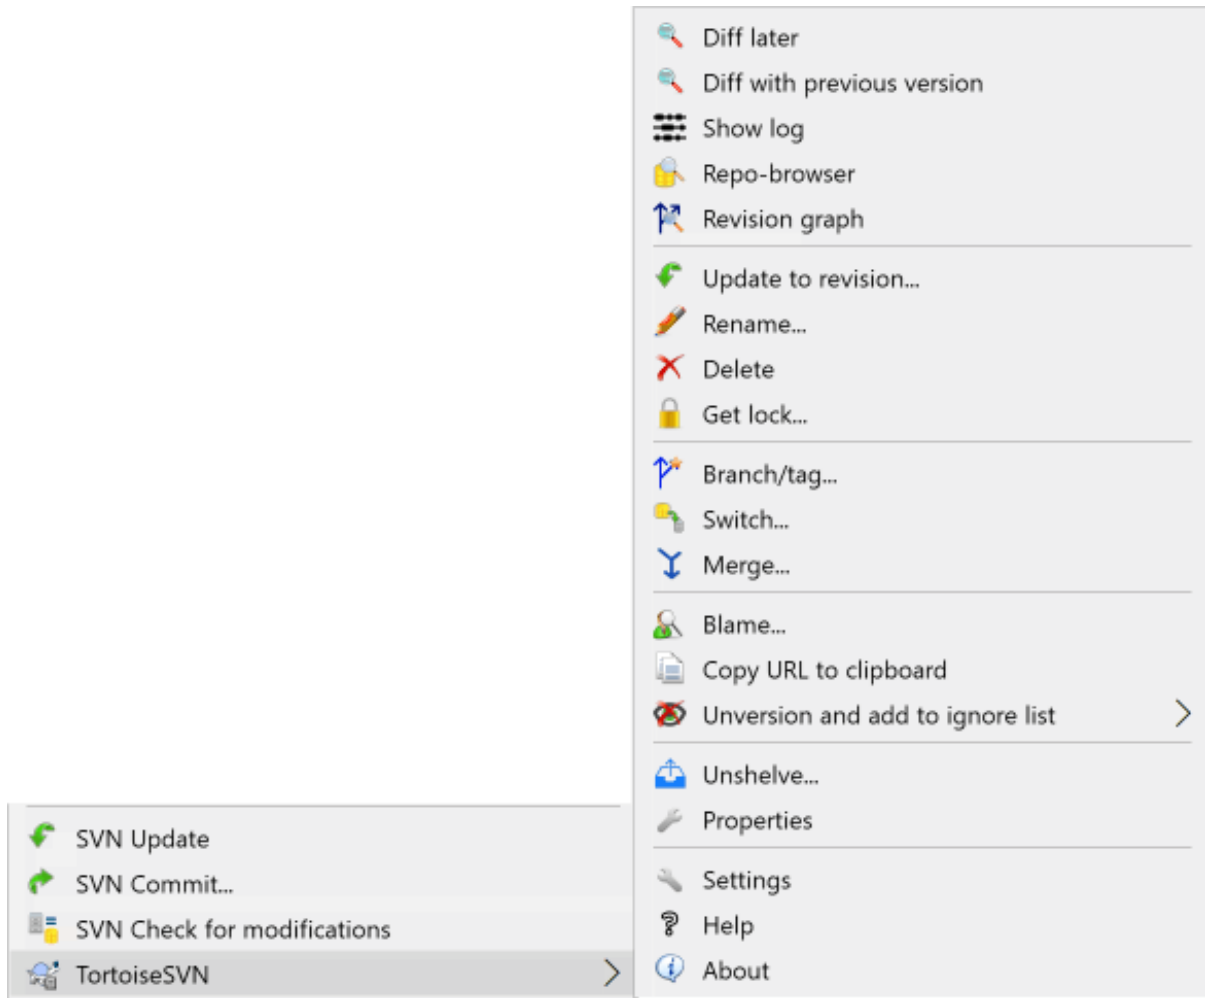 Diff later
Diff with previous version
Show log
Repo-browser
Revision graph
Update to revision...
Rename...
Delete
Get lock...
Branch/tag...
Switch...
Merge...
Blame...
Copy URL to clipboard
Unversion and add to ignore list
Unshelve...
Properties
Settings
Help
About
SVN Update
SVN Commit...
SVN Check for modifications
TortoiseSVN